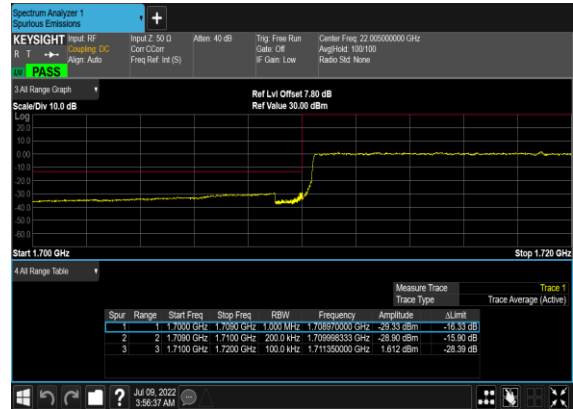 Spectrum Analyzer 1
Spurious Emissions
KEYSIGHT Input: RF Input Z: 50 Ω Atten: 40 dB Trig: Free Run Center Freq: 22.005000000 GHz
R T Coupling: DC Corr CCorr Gate: Off Avg|Hold: 100/100
Align: Auto Freq Ref: Int (S) IF Gain: Low Radio Std: None
PASS
3 All Range Graph
Ref Lvl Offset 7.80 dB
Scale/Div 10.0 dB Ref Value 30.00 dBm
Log
20.0
10.0
0.00
-10.0
-20.0
-30.0
-40.0
-50.0
-60.0
Start 1.700 GHz Stop 1.720 GHz
4 All Range Table
Measure Trace Trace 1
Trace Type Trace Average (Active)
Spur Range Start Freq Stop Freq RBW Frequency Amplitude ΔLimit
1 1 1.7000 GHz 1.7090 GHz 1.000 MHz 1.708970000 GHz -29.33 dBm -16.33 dB
2 2 1.7090 GHz 1.7100 GHz 200.0 kHz 1.709998333 GHz -28.90 dBm -15.90 dB
3 3 1.7100 GHz 1.7200 GHz 100.0 kHz 1.711350000 GHz 1.612 dBm -28.39 dB
? Jul 09, 2022
3:56:37 AM